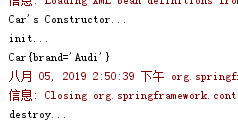 信息: Loading XML bean definitions from
Car's Constructor...
init...
Car{brand='Audi'}
八月 05, 2019 2:50:39 下午 org.springf
信息: Closing org.springframework.cont
destroy...